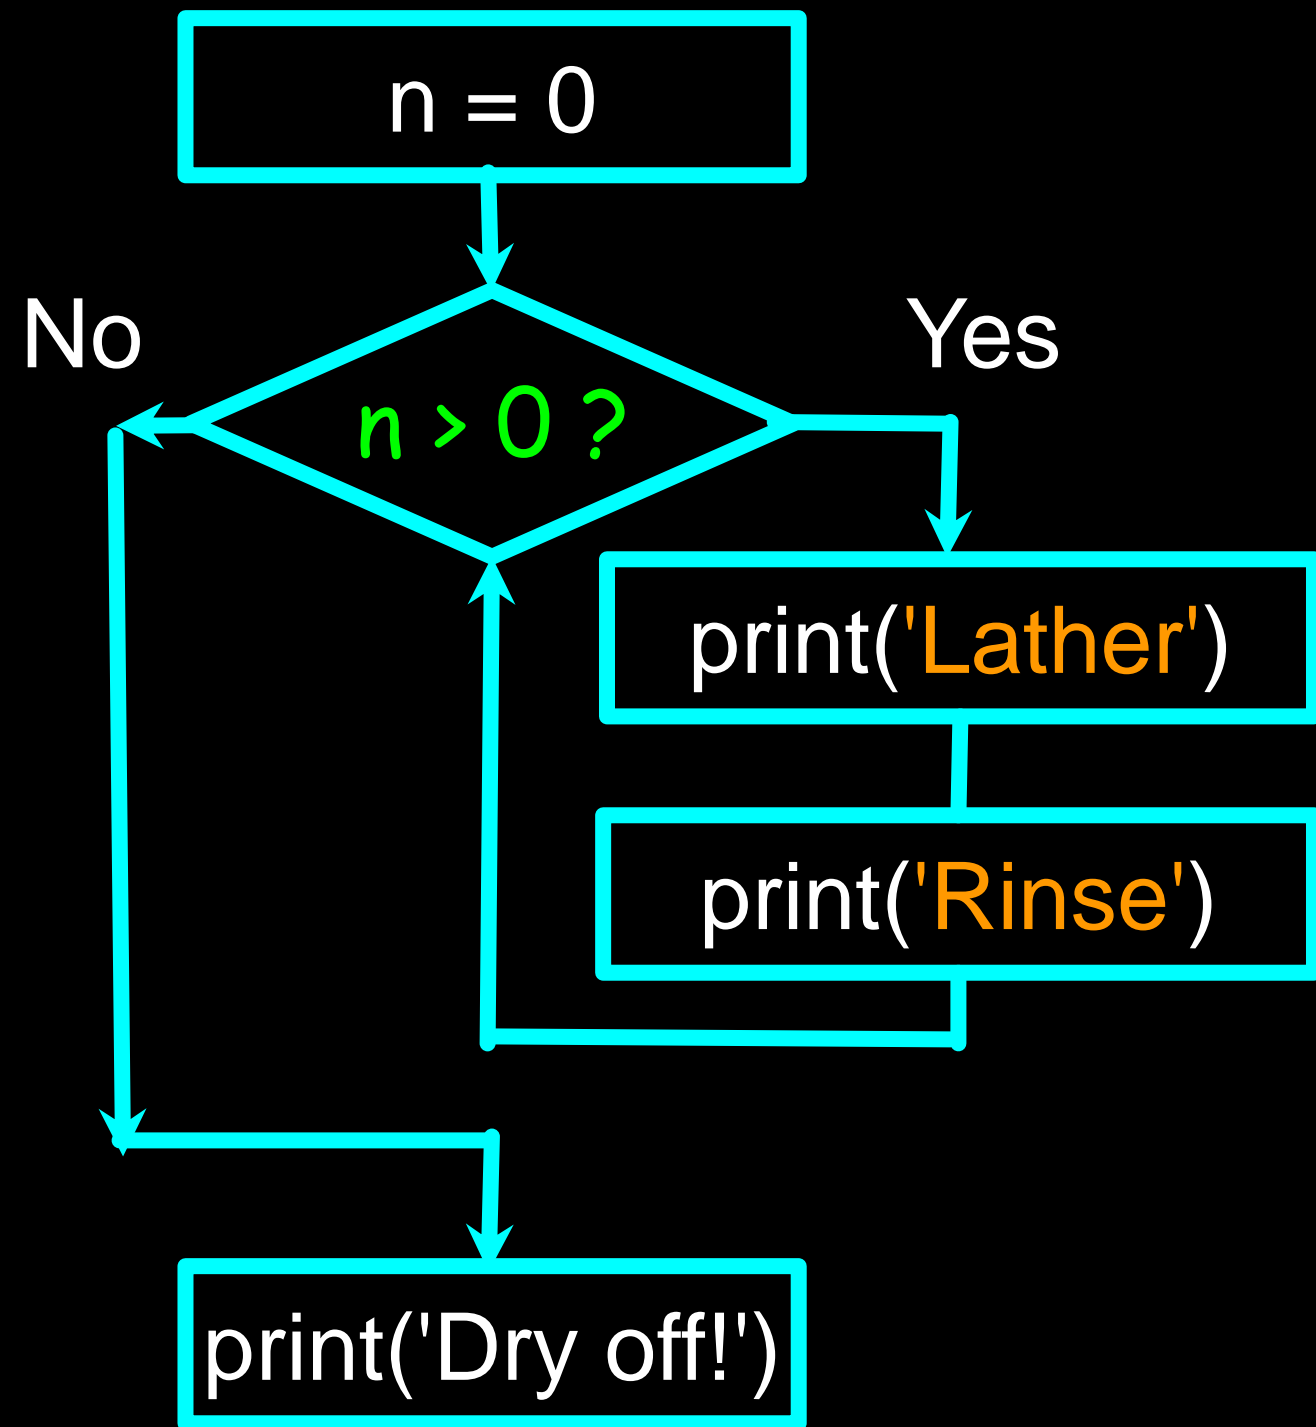 n = 0
No
Yes
n > 0 ?
print('Lather')
print('Rinse')
print('Dry off!')